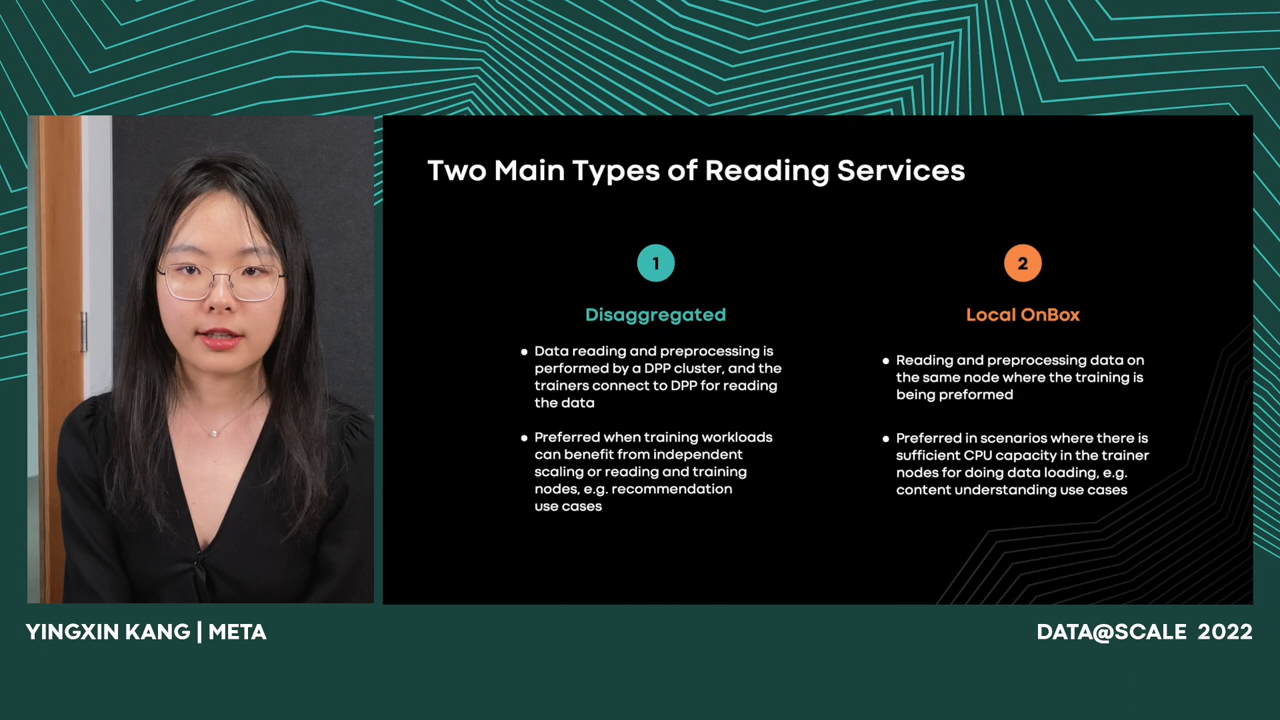 Two Main Types of Reading Services
1
Disaggregated
● Data reading and preprocessing is
performed by a DPP cluster, and the
trainers connect to DPP for reading
the data
● Preferred when training workloads
can benefit from independent
scaling or reading and training
nodes, e.g. recommendation
use cases
2
Local OnBox
● Reading and preprocessing data on
the same node where the training is
being preformed
● Preferred in scenarios where there is
sufficient CPU capacity in the trainer
nodes for doing data loading, e.g.
content understanding use cases
YINGXIN KANG | META
DATA@SCALE 2022